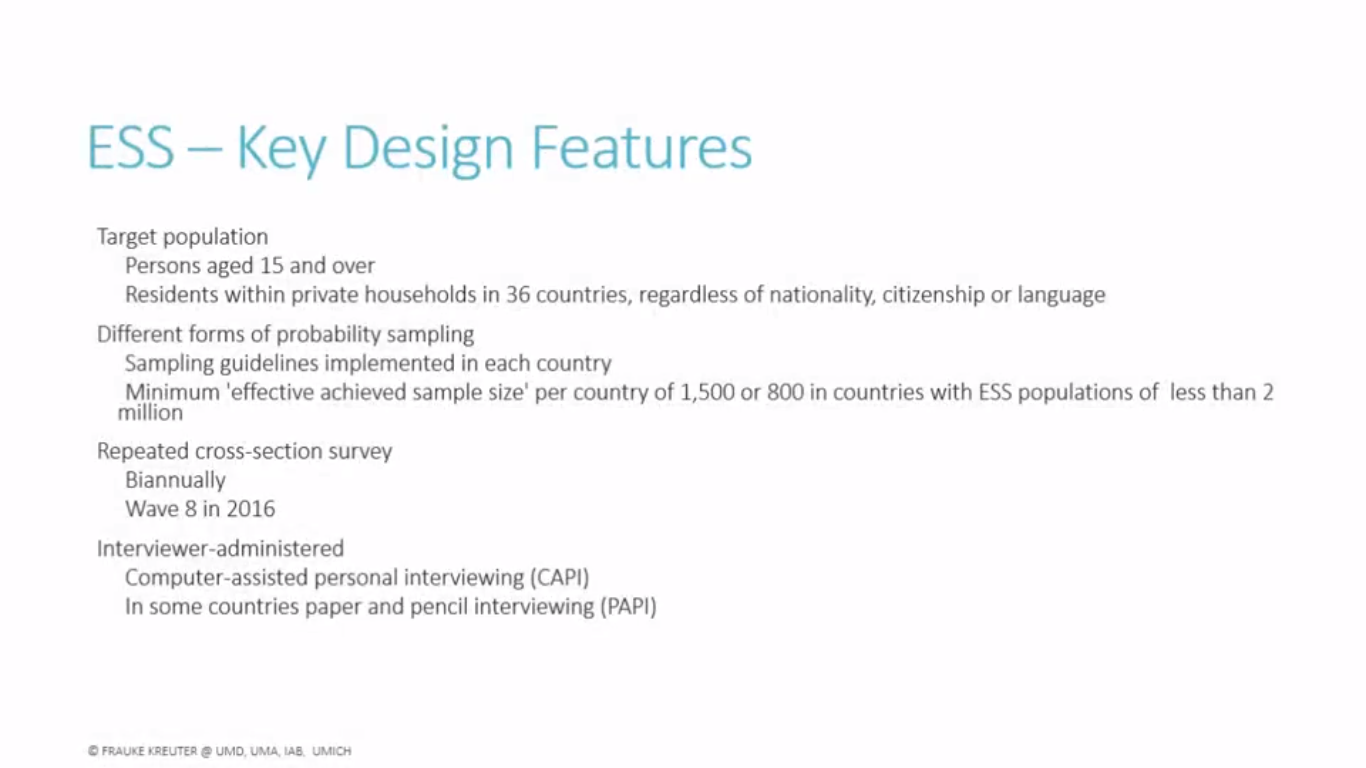 ESS – Key Design Features
Target population
Persons aged 15 and over
Residents within private households in 36 countries, regardless of nationality, citizenship or language
Different forms of probability sampling
Sampling guidelines implemented in each country
Minimum 'effective achieved sample size' per country of 1,500 or 800 in countries with ESS populations of less than 2
million
Repeated cross-section survey
Biannually
Wave 8 in 2016
Interviewer-administered
Computer-assisted personal interviewing (CAPI)
In some countries paper and pencil interviewing (PAPI)
© FRAUKE KREUTER @ UMD, UMA, IAB, UMICH